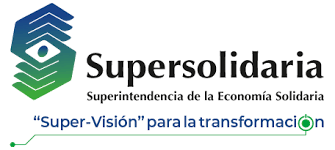 Supersolidaria
Superintendencia de la Economía Solidaria
“Super-Visión” para la transformación